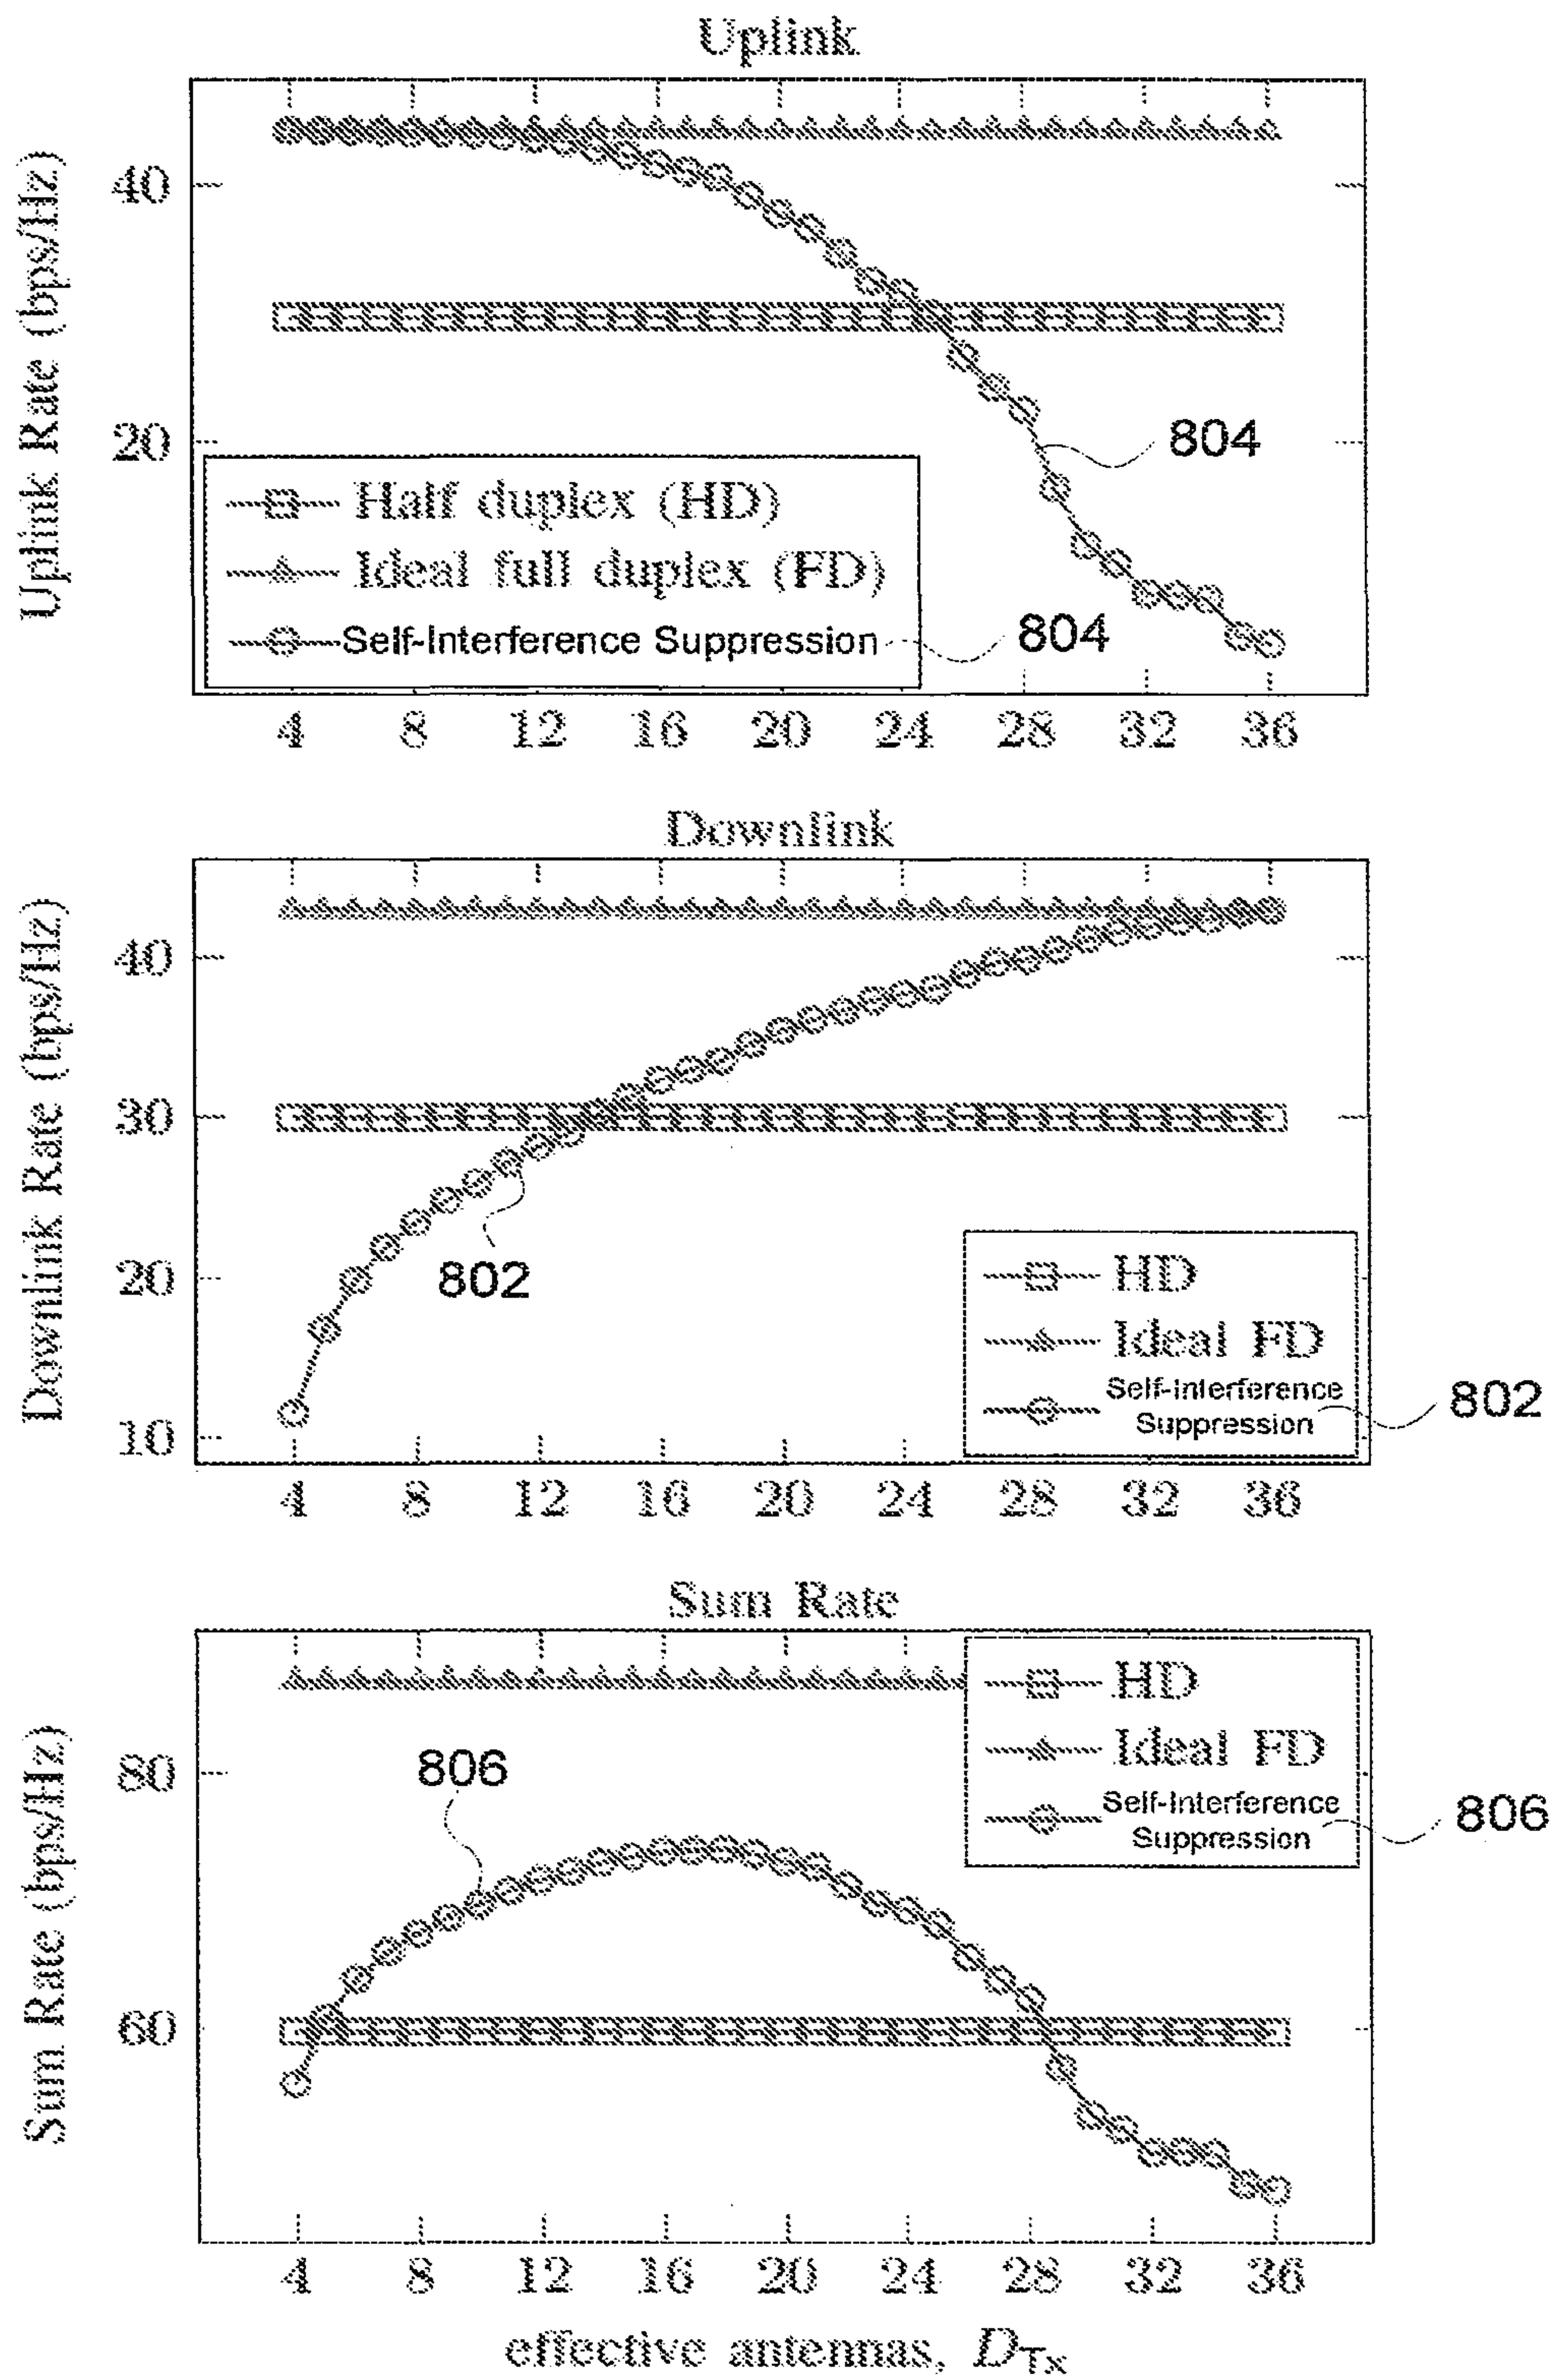 Uplink
Uplink Rate (bps/Hz)
40
20
804
Half duplex (HD)
Ideal full duplex (FD)
Self-Interference Suppression
804
4 8 12 16 20 24 28 32 36
Downlink
Downlink Rate (bps/Hz)
40
30
20
10
802
HD
Ideal FD
Self-Interference
Suppression
802
4 8 12 16 20 24 28 32 36
Sum Rate
Sum Rate (bps/Hz)
80
60
806
HD
Ideal FD
Self-Interference
Suppression
806
4 8 12 16 20 24 28 32 36
effective antennas, D_Tx